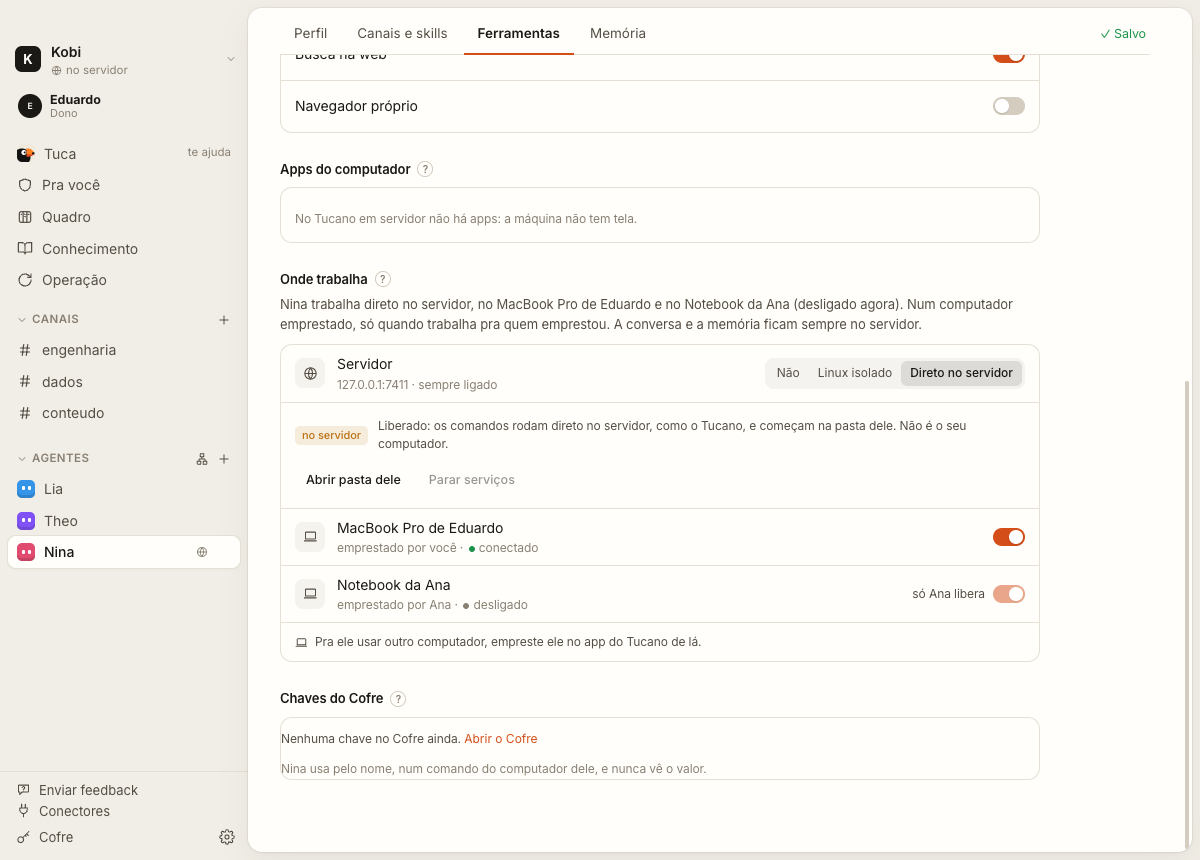 K
Kobi
no servidor
E
Eduardo
Dono
Tuca
te ajuda
Pra você
Quadro
Conhecimento
Operação
CANAIS
# engenharia
# dados
# conteudo
AGENTES
Lia
Theo
Nina
Enviar feedback
Conectores
Cofre
Perfil
Canais e skills
Ferramentas
Memória
Salvo
Busca na web
Navegador próprio
Apps do computador ?
No Tucano em servidor não há apps: a máquina não tem tela.
Onde trabalha ?
Nina trabalha direto no servidor, no MacBook Pro de Eduardo e no Notebook da Ana (desligado agora). Num computador
emprestado, só quando trabalha pra quem emprestou. A conversa e a memória ficam sempre no servidor.
Servidor
127.0.0.1:7411 · sempre ligado
Não
Linux isolado
Direto no servidor
no servidor
Liberado: os comandos rodam direto no servidor, como o Tucano, e começam na pasta dele. Não é o seu
computador.
Abrir pasta dele
Parar serviços
MacBook Pro de Eduardo
emprestado por você · ● conectado
Notebook da Ana
emprestado por Ana · ● desligado
só Ana libera
Pra ele usar outro computador, empreste ele no app do Tucano de lá.
Chaves do Cofre ?
Nenhuma chave no Cofre ainda. Abrir o Cofre
Nina usa pelo nome, num comando do computador dele, e nunca vê o valor.